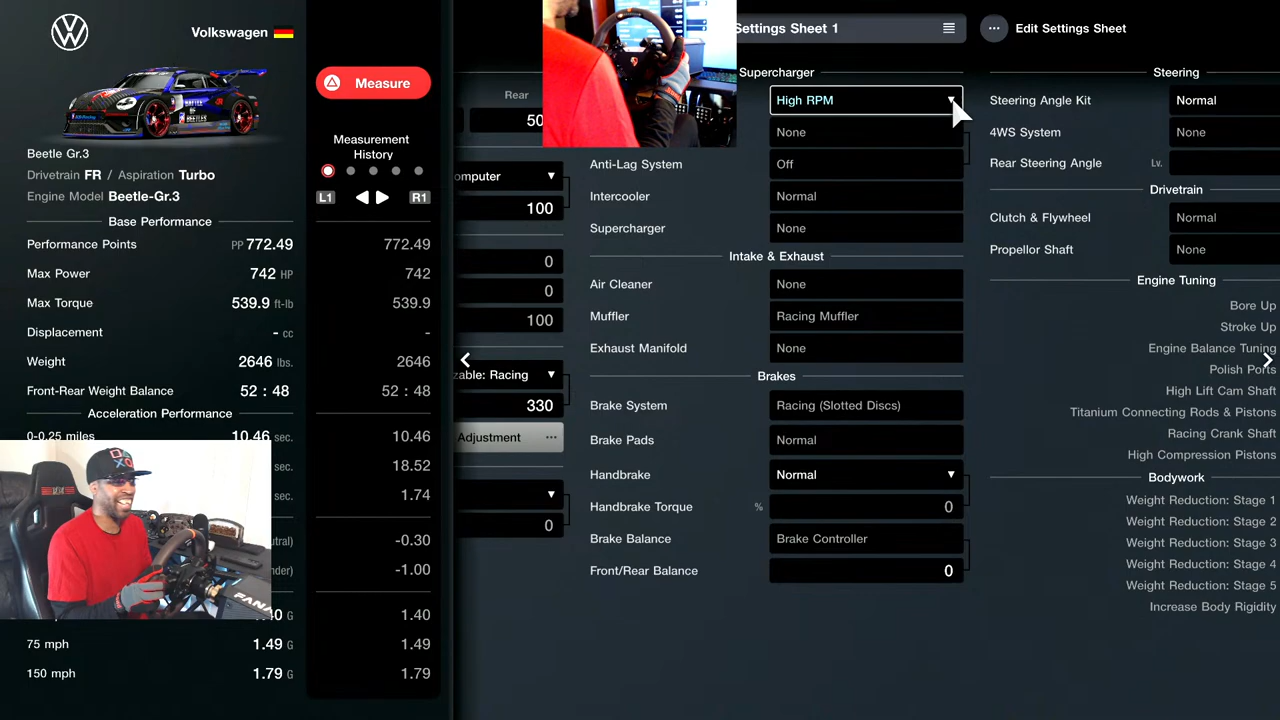 Volkswagen
Beetle Gr.3
Drivetrain FR / Aspiration Turbo
Engine Model Beetle-Gr.3
Base Performance
Performance Points PP 772.49
Max Power 742 HP
Max Torque 539.9 ft-lb
Displacement - cc
Weight 2646 lbs.
Front-Rear Weight Balance 52 : 48
Acceleration Performance
0-0.25 miles 10.46 sec.
sec.
sec.
75 mph 1.49 G
150 mph 1.79 G
Measure
Measurement
History
L1 R1
772.49
742
539.9
-
2646
52 : 48
10.46
18.52
1.74
-0.30
-1.00
1.40
1.49
1.79
Rear
50
omputer
100
0
0
100
zable: Racing
330
Adjustment ...
0
Settings Sheet 1
... Edit Settings Sheet
Supercharger
High RPM
None
Anti-Lag System Off
Intercooler Normal
Supercharger None
Intake & Exhaust
Air Cleaner None
Muffler Racing Muffler
Exhaust Manifold None
Brakes
Brake System Racing (Slotted Discs)
Brake Pads Normal
Handbrake Normal
Handbrake Torque % 0
Brake Balance Brake Controller
Front/Rear Balance 0
Steering
Steering Angle Kit Normal
4WS System None
Rear Steering Angle Lv.
Drivetrain
Clutch & Flywheel Normal
Propellor Shaft None
Engine Tuning
Bore Up
Stroke Up
Engine Balance Tuning
Polish Ports
High Lift Cam Shaft
Titanium Connecting Rods & Pistons
Racing Crank Shaft
High Compression Pistons
Bodywork
Weight Reduction: Stage 1
Weight Reduction: Stage 2
Weight Reduction: Stage 3
Weight Reduction: Stage 4
Weight Reduction: Stage 5
Increase Body Rigidity